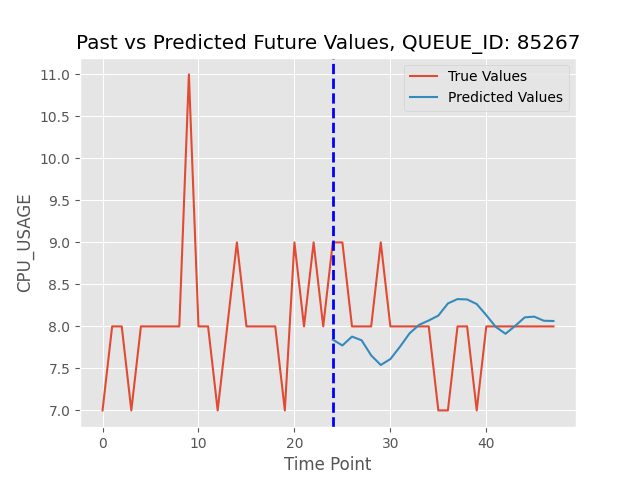 Past vs Predicted Future Values, QUEUE_ID: 85267
True Values
Predicted Values
11.0
10.5
10.0
9.5
9.0
8.5
8.0
7.5
7.0
CPU_USAGE
0 10 20 30 40
Time Point